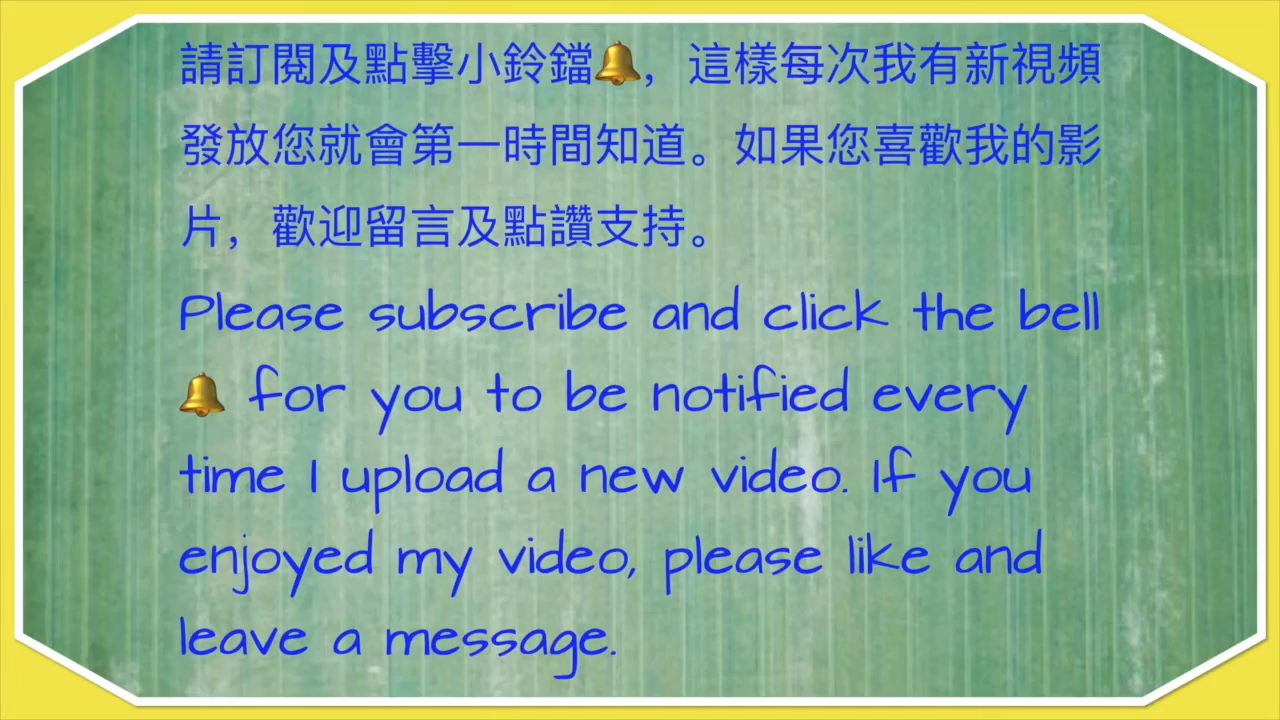 請訂閱及點擊小鈴鐺🔔，這樣每次我有新視頻
發放您就會第一時間知道。如果您喜歡我的影
片，歡迎留言及點讚支持。
Please subscribe and click the bell
🔔 for you to be notified every
time I upload a new video. If you
enjoyed my video, please like and
leave a message.